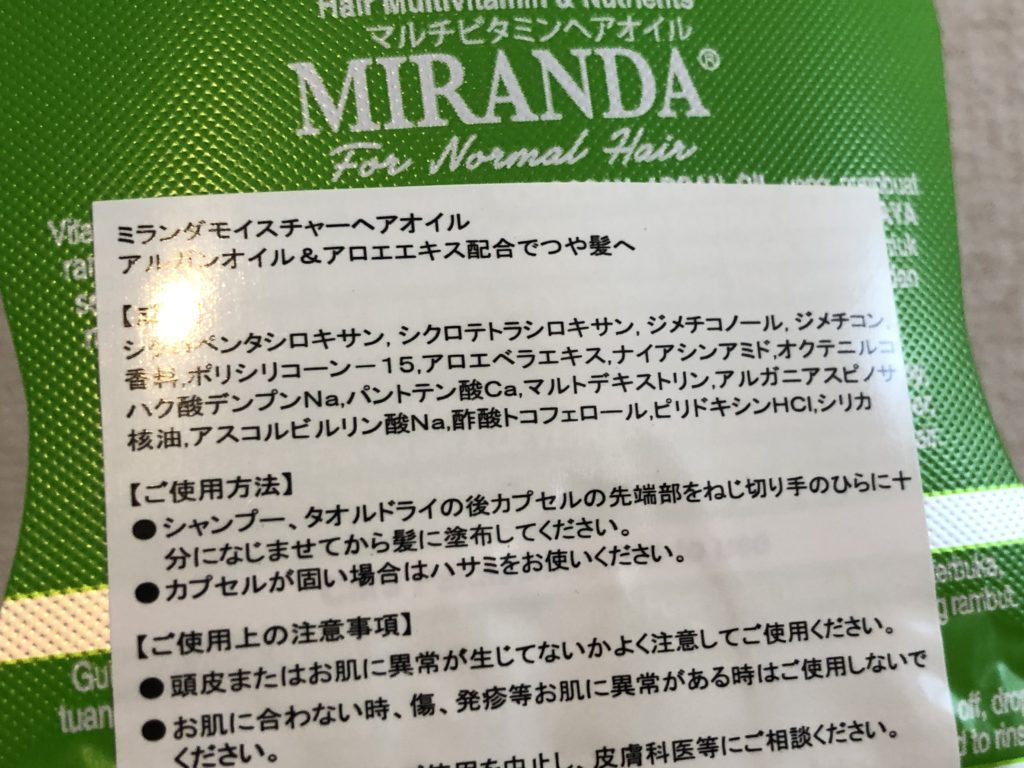 Hair Multivitamin & Nutrients
マルチビタミンヘアオイル
MIRANDA®
For Normal Hair
ミランダモイスチャーヘアオイル
アルガンオイル＆アロエエキス配合でつや髪へ
シクロペンタシロキサン, シクロテトラシロキサン, ジメチコノール, ジメチコン,
香料,ポリシリコーン－15,アロエベラエキス,ナイアシンアミド,オクテニルコ
ハク酸デンプンNa,パントテン酸Ca,マルトデキストリン,アルガニアスピノサ
核油,アスコルビルリン酸Na,酢酸トコフェロール,ピリドキシンHCl,シリカ
【ご使用方法】
●シャンプー、タオルドライの後カプセルの先端部をねじ切り手のひらに十
分になじませてから髪に塗布してください。
●カプセルが固い場合はハサミをお使いください。
【ご使用上の注意事項】
●頭皮またはお肌に異常が生じてないかよく注意してご使用ください。
●お肌に合わない時、傷、発疹等お肌に異常がある時はご使用しないで
ください。
使用を中止し、皮膚科医等にご相談ください。
rambut
tuan
off, drop
to rins